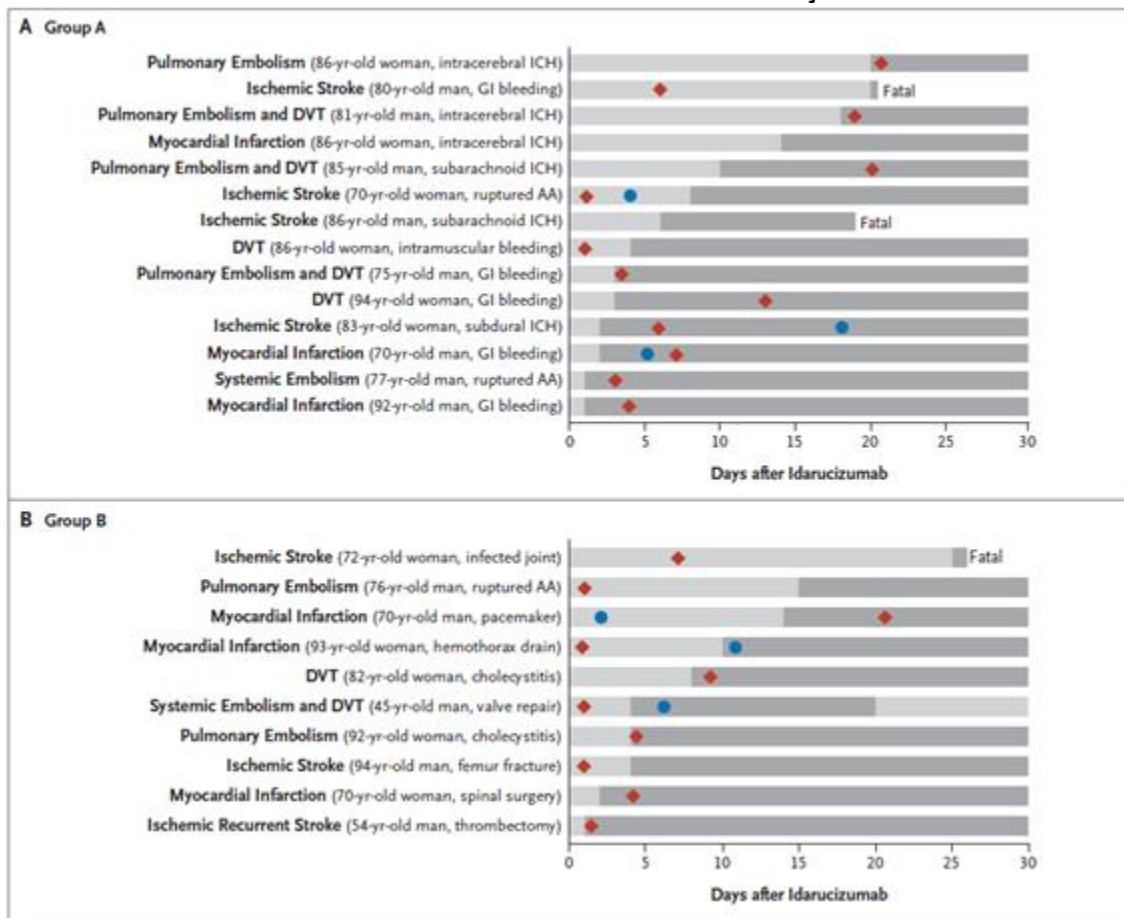 A Group A
Pulmonary Embolism (86-yr-old woman, intracerebral ICH)
Ischemic Stroke (80-yr-old man, GI bleeding)
Fatal
Pulmonary Embolism and DVT (81-yr-old man, intracerebral ICH)
Myocardial Infarction (86-yr-old woman, intracerebral ICH)
Pulmonary Embolism and DVT (85-yr-old man, subarachnoid ICH)
Ischemic Stroke (70-yr-old woman, ruptured AA)
Ischemic Stroke (86-yr-old man, subarachnoid ICH)
Fatal
DVT (86-yr-old woman, intramuscular bleeding)
Pulmonary Embolism and DVT (75-yr-old man, GI bleeding)
DVT (94-yr-old woman, GI bleeding)
Ischemic Stroke (83-yr-old woman, subdural ICH)
Myocardial Infarction (70-yr-old man, GI bleeding)
Systemic Embolism (77-yr-old man, ruptured AA)
Myocardial Infarction (92-yr-old man, GI bleeding)
0 5 10 15 20 25 30
Days after Idarucizumab
B Group B
Ischemic Stroke (72-yr-old woman, infected joint)
Fatal
Pulmonary Embolism (76-yr-old man, ruptured AA)
Myocardial Infarction (70-yr-old man, pacemaker)
Myocardial Infarction (93-yr-old woman, hemothorax drain)
DVT (82-yr-old woman, cholecystitis)
Systemic Embolism and DVT (45-yr-old man, valve repair)
Pulmonary Embolism (92-yr-old woman, cholecystitis)
Ischemic Stroke (94-yr-old man, femur fracture)
Myocardial Infarction (70-yr-old woman, spinal surgery)
Ischemic Recurrent Stroke (54-yr-old man, thrombectomy)
0 5 10 15 20 25 30
Days after Idarucizumab